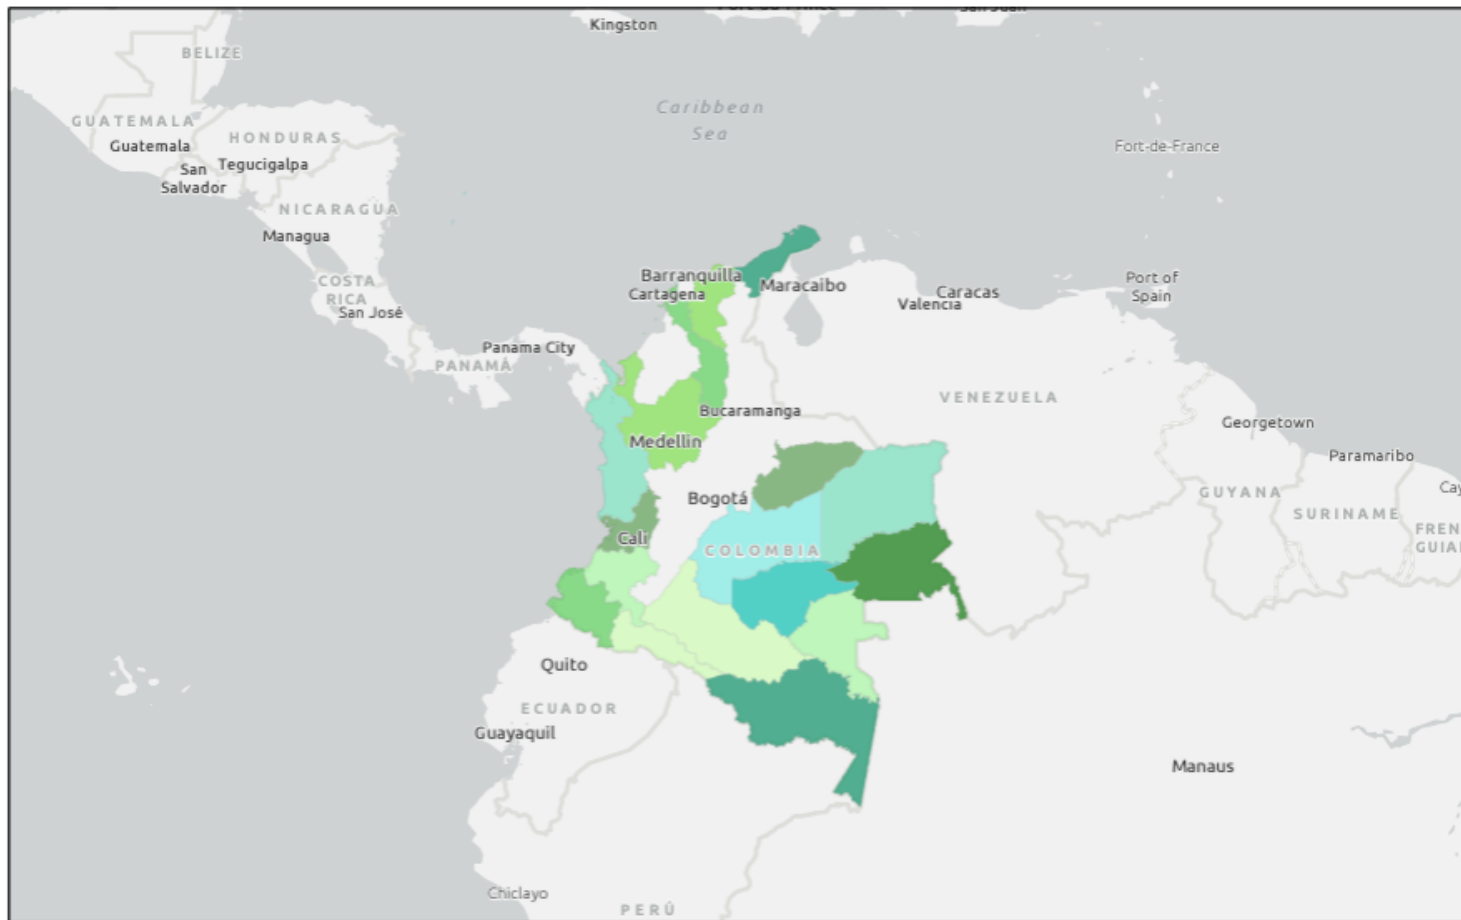 Kingston
BELIZE
Caribbean
Sea
GUATEMALA
HONDURAS
Guatemala
Fort-de-France
Tegucigalpa
San
Salvador
NICARAGUA
Managua
Barranquilla
COSTA
RICA
Maracaibo
Port of
Spain
Cartagena
Caracas
Valencia
San José
Panama City
PANAMÁ
VENEZUELA
Bucaramanga
Georgetown
Medellin
Paramaribo
Bogotá
GUYANA
SURINAME
Cali
COLOMBIA
Quito
ECUADOR
Guayaquil
Manaus
Chiclayo
PERÚ